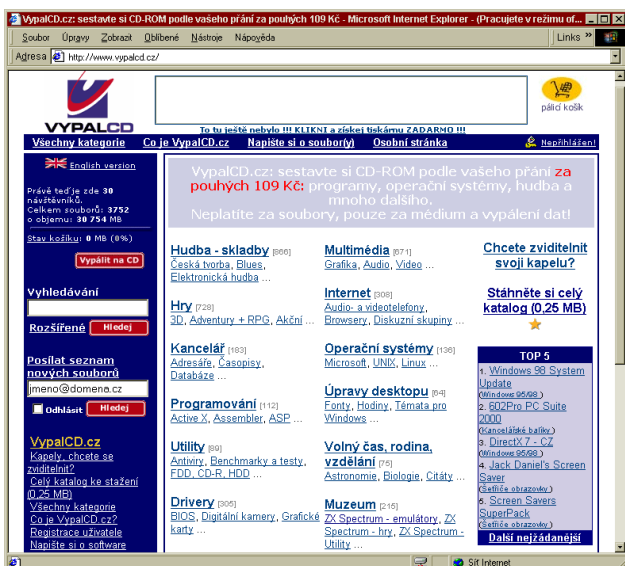 VypalCD.cz: sestavte si CD-ROM podle vašeho přání za pouhých 109 Kč - Microsoft Internet Explorer - (Pracujete v režimu of...
Soubor Úpravy Zobrazit Oblíbené Nástroje Nápověda Links »
Adresa http://www.vypalcd.cz/
VYPALCD
pálicí košík
To tu ještě nebylo !!! KLIKNI a získej tiskárnu ZADARMO !!!
Všechny kategorie Co je VypalCD.cz? Napište si o soubor(y) Osobní stránka Nepřihlášen!
English version
Právě teď je zde 30
návštěvníků.
Celkem souborů: 3752
o objemu: 30 754 MB
Stav košíku: 0 MB (0%)
Vypálit na CD
Vyhledávání
Rozšířené Hledej
Posílat seznam
nových souborů
jmeno@domena.cz
Odhlásit Hledej
VypalCD.cz
Kapely, chcete se
zviditelnit?
Celý katalog ke stažení
(0,25 MB)
Všechny kategorie
Co je VypalCD.cz?
Registrace uživatele
Napište si o software
VypalCD.cz: sestavte si CD-ROM podle vašeho přání za
pouhých 109 Kč: programy, operační systémy, hudba a
mnoho dalšího.
Neplatíte za soubory, pouze za médium a vypálení dat!
Hudba - skladby [866]
Česká tvorba, Blues,
Elektronická hudba ...
Hry [728]
3D, Adventury + RPG, Akční ...
Kancelář [183]
Adresáře, Časopisy,
Databáze ...
Programování [112]
Active X, Assembler, ASP ...
Utility [89]
Antiviry, Benchmarky a testy,
FDD, CD-R, HDD ...
Drivery [305]
BIOS, Digitální kamery, Grafické
karty ...
Multimédia [671]
Grafika, Audio, Video ...
Internet [308]
Audio- a videotelefony,
Browsery, Diskuzní skupiny ...
Operační systémy [136]
Microsoft, UNIX, Linux ...
Úpravy desktopu [64]
Fonty, Hodiny, Témata pro
Windows ...
Volný čas, rodina,
vzdělání [75]
Astronomie, Biologie, Citáty ...
Muzeum [215]
ZX Spectrum - emulátory, ZX
Spectrum - hry, ZX Spectrum -
Utility ...
Chcete zviditelnit
svoji kapelu?
Stáhněte si celý
katalog (0,25 MB)
TOP 5
1. Windows 98 System
Update
(Windows 95/98 )
2. 602Pro PC Suite
2000
(Kancelářské balíky )
3. DirectX 7 - CZ
(Windows 95/98 )
4. Jack Daniel's Screen
Saver
(Šetřiče obrazovky )
5. Screen Savers
SuperPack
(Šetřiče obrazovky )
Další nejžádanější
Síť Internet